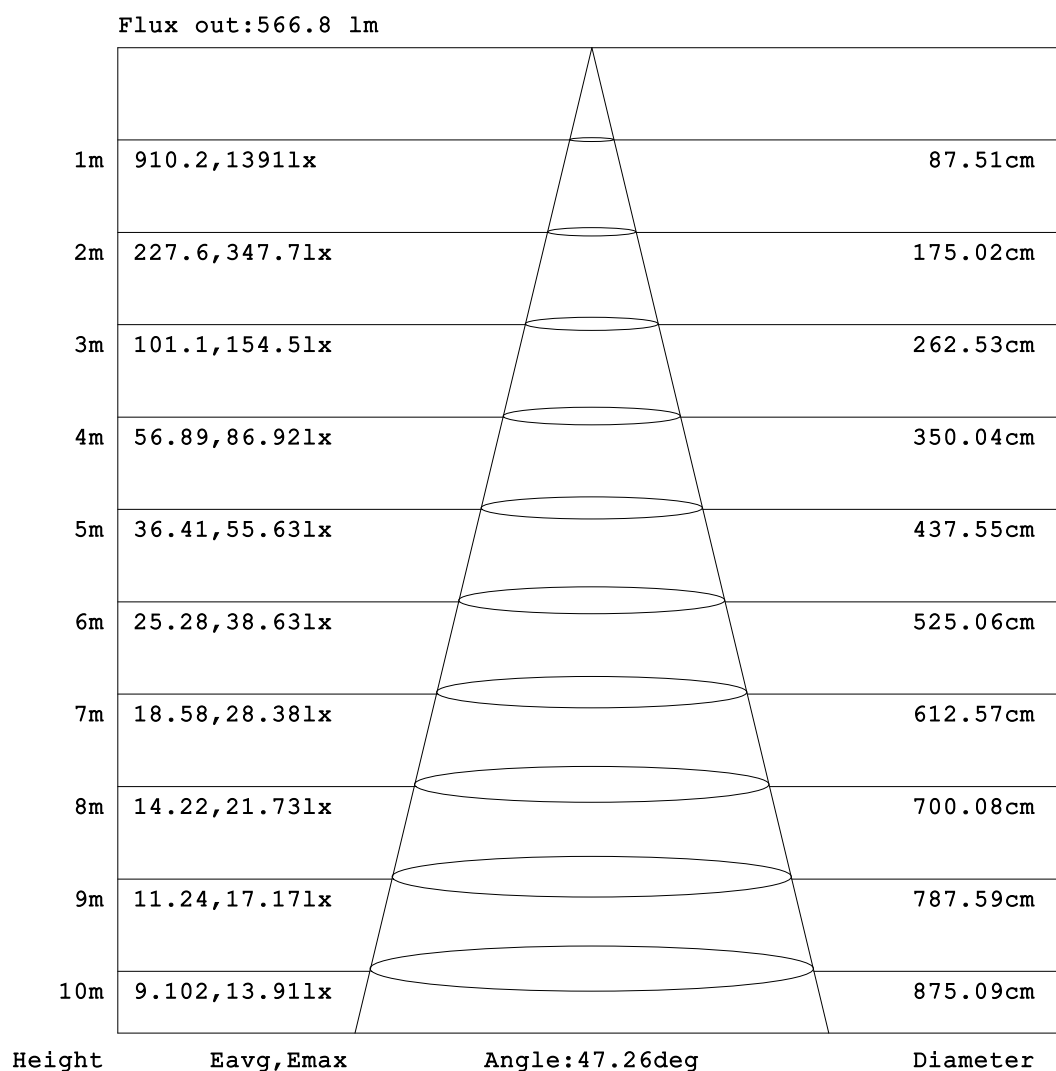 Flux out:566.8 lm
1m 910.2,1391lx 87.51cm
2m 227.6,347.7lx 175.02cm
3m 101.1,154.5lx 262.53cm
4m 56.89,86.92lx 350.04cm
5m 36.41,55.63lx 437.55cm
6m 25.28,38.63lx 525.06cm
7m 18.58,28.38lx 612.57cm
8m 14.22,21.73lx 700.08cm
9m 11.24,17.17lx 787.59cm
10m 9.102,13.91lx 875.09cm
Height Eavg,Emax Angle:47.26deg Diameter